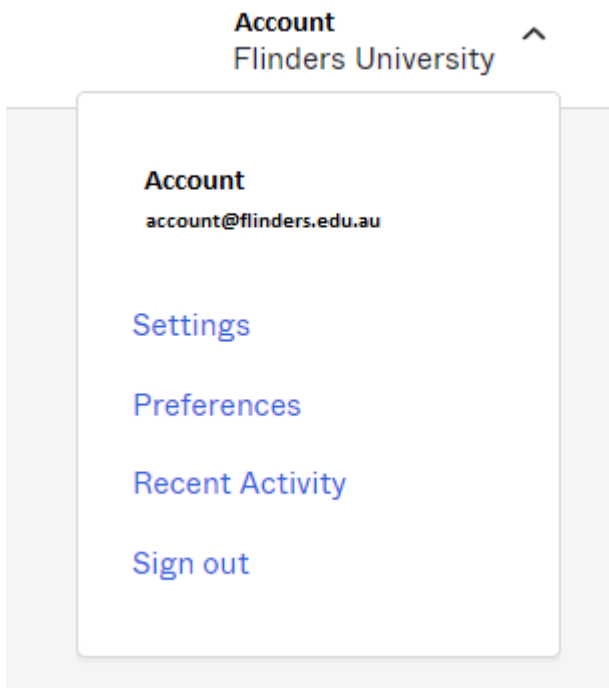 Account
Flinders University
Account
account@flinders.edu.au
Settings
Preferences
Recent Activity
Sign out